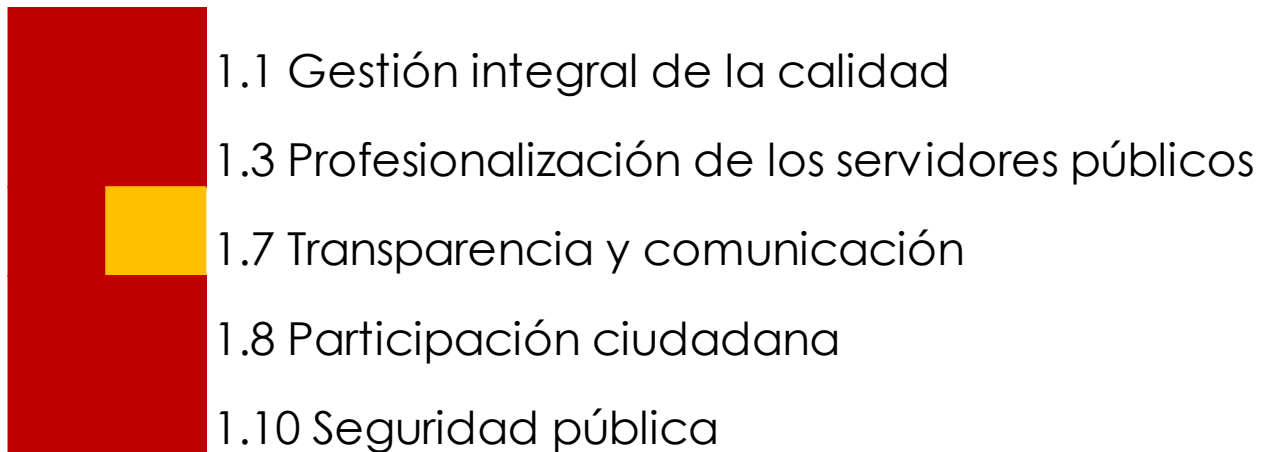 1.1 Gestión integral de la calidad
1.3 Profesionalización de los servidores públicos
1.7 Transparencia y comunicación
1.8 Participación ciudadana
1.10 Seguridad pública